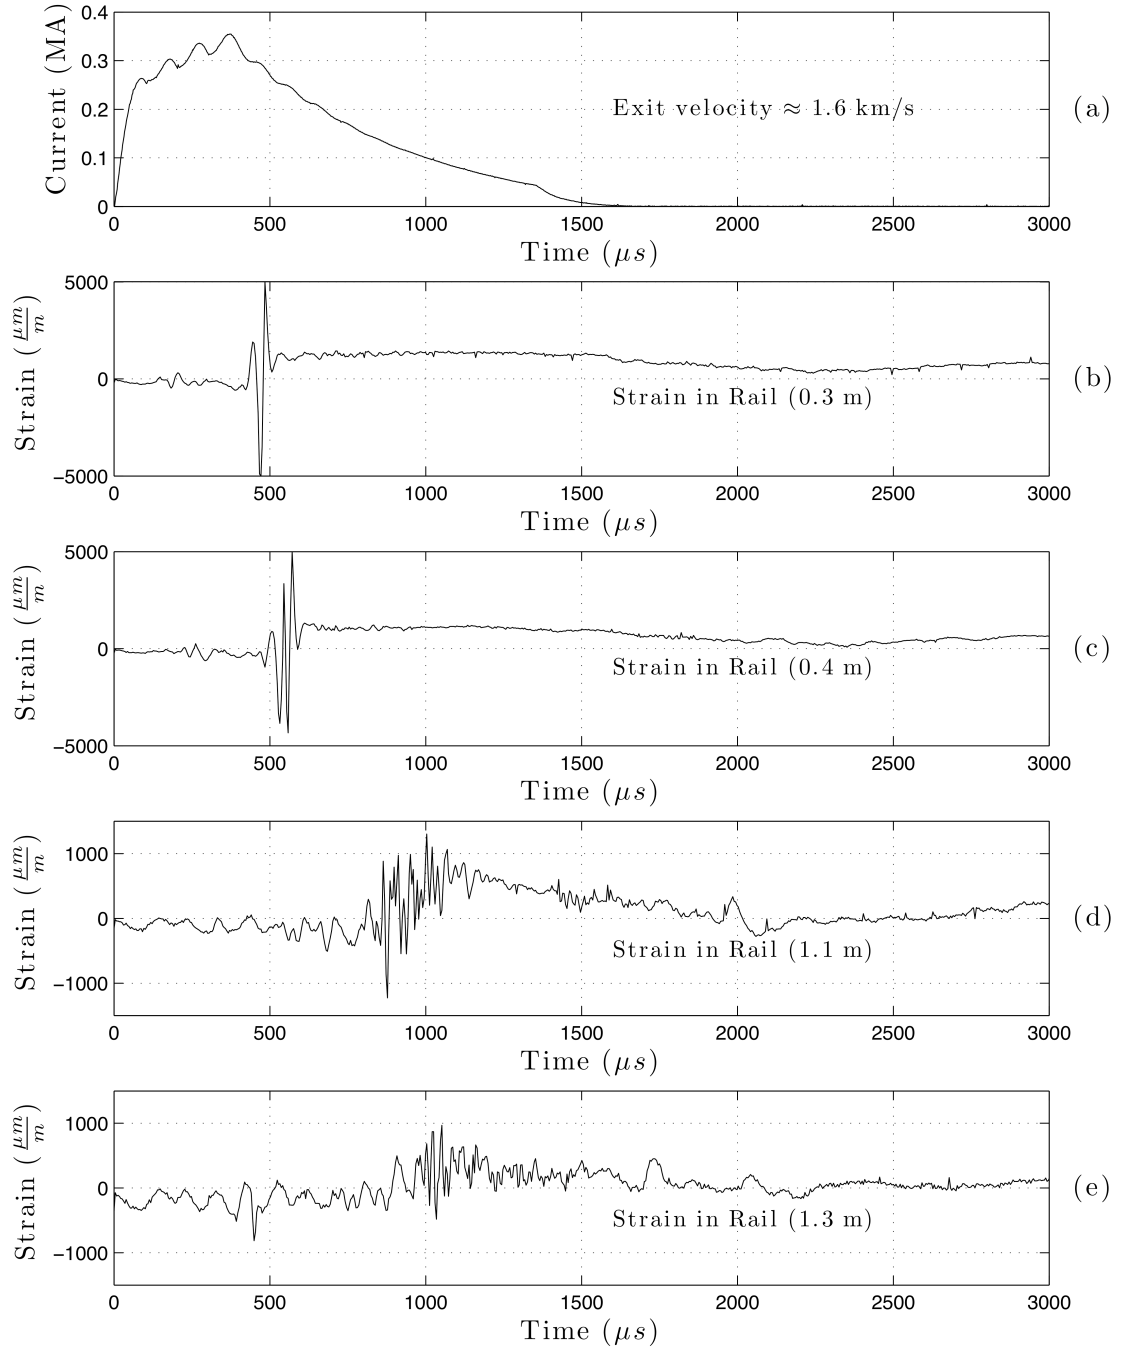 0.4
0.3
0.2
0.1
0
Current (MA)
Exit velocity ≈ 1.6 km/s
(a)
0 500 1000 1500 2000 2500 3000
Time (μs)
5000
0
−5000
Strain (μm/m)
Strain in Rail (0.3 m)
(b)
0 500 1000 1500 2000 2500 3000
Time (μs)
5000
0
−5000
Strain (μm/m)
Strain in Rail (0.4 m)
(c)
0 500 1000 1500 2000 2500 3000
Time (μs)
1000
0
−1000
Strain (μm/m)
Strain in Rail (1.1 m)
(d)
0 500 1000 1500 2000 2500 3000
Time (μs)
1000
0
−1000
Strain (μm/m)
Strain in Rail (1.3 m)
(e)
0 500 1000 1500 2000 2500 3000
Time (μs)